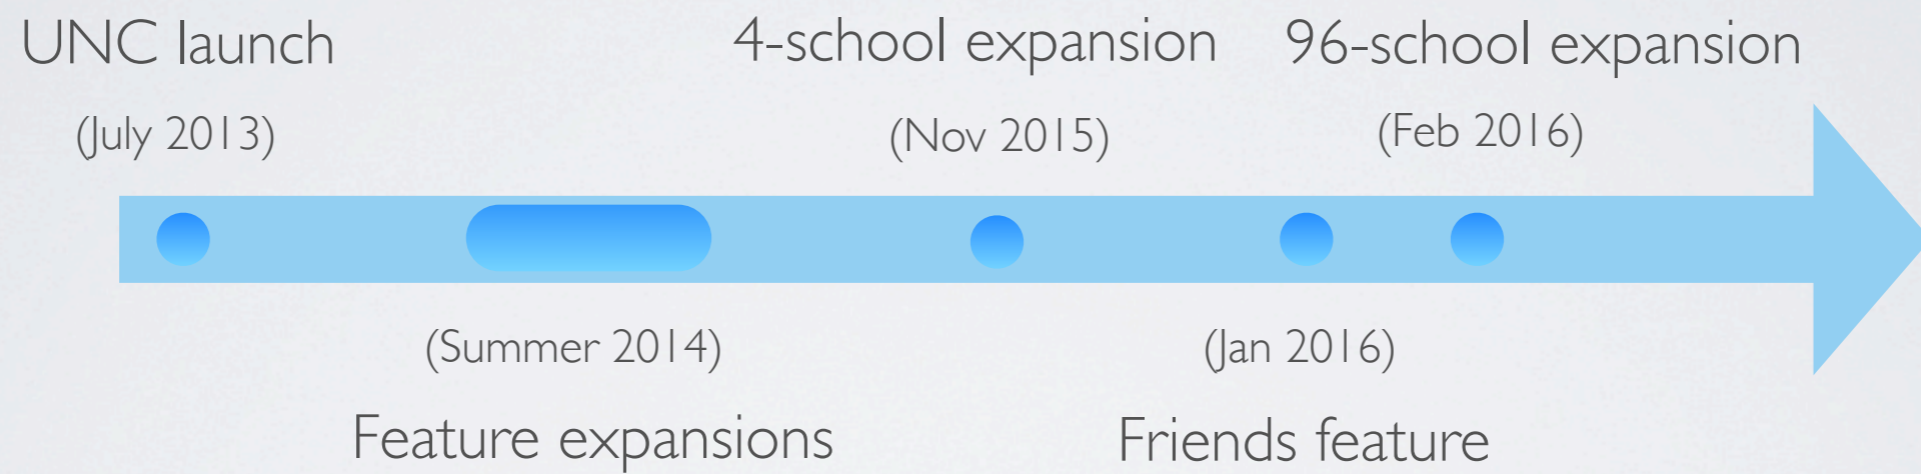 UNC launch
(July 2013)
4-school expansion
(Nov 2015)
96-school expansion
(Feb 2016)
(Summer 2014)
Feature expansions
(Jan 2016)
Friends feature